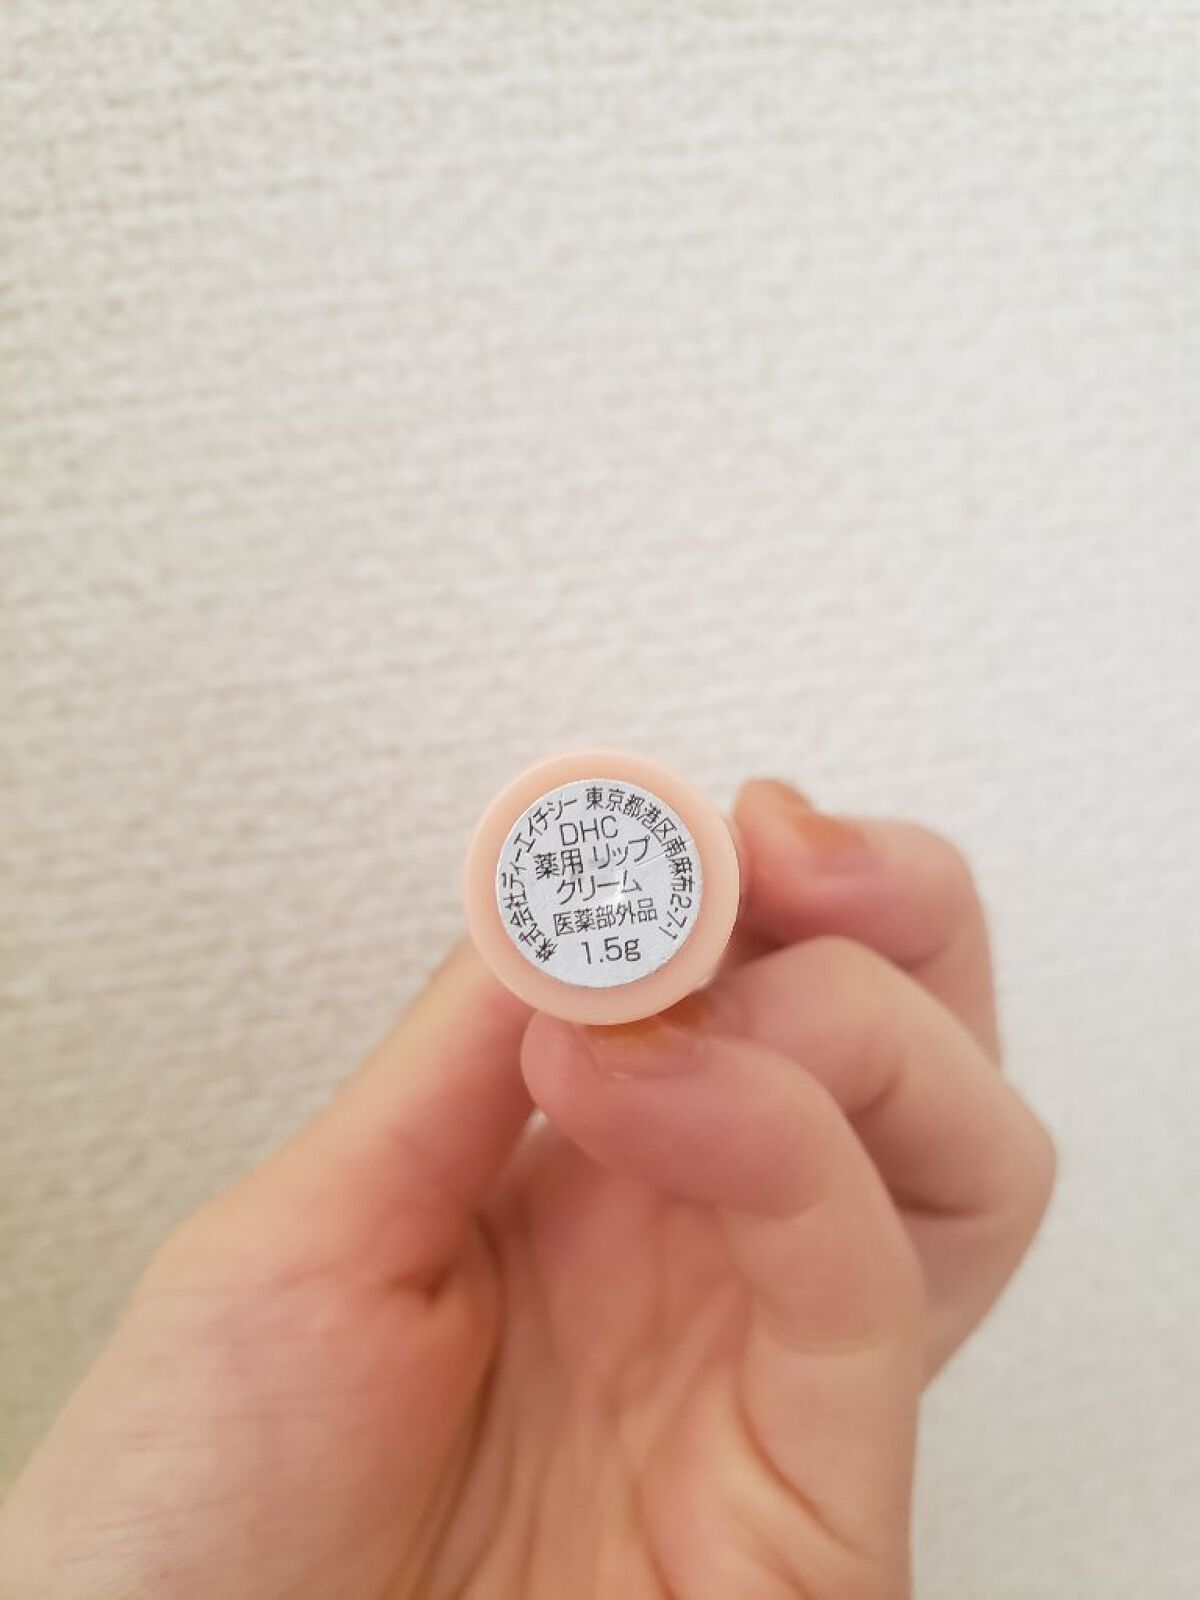 株式会社ディーエイチシー 東京都港区南麻布2-7-1
DHC
薬用 リップ
クリーム
医薬部外品
1.5g